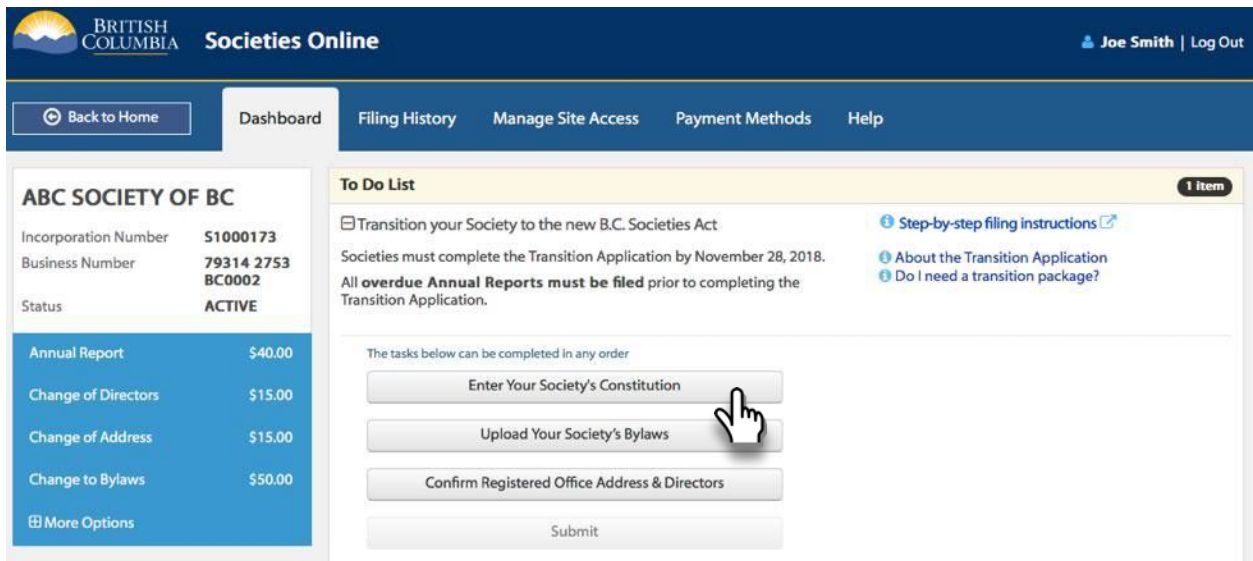 BRITISH
COLUMBIA
Societies Online
Joe Smith | Log Out
Back to Home
Dashboard
Filing History
Manage Site Access
Payment Methods
Help
ABC SOCIETY OF BC
Incorporation Number S1000173
Business Number 79314 2753
BC0002
Status ACTIVE
Annual Report $40.00
Change of Directors $15.00
Change of Address $15.00
Change to Bylaws $50.00
More Options
To Do List
1 item
Transition your Society to the new B.C. Societies Act
Societies must complete the Transition Application by November 28, 2018.
All overdue Annual Reports must be filed prior to completing the
Transition Application.
Step-by-step filing instructions
About the Transition Application
Do I need a transition package?
The tasks below can be completed in any order
Enter Your Society's Constitution
Upload Your Society's Bylaws
Confirm Registered Office Address & Directors
Submit